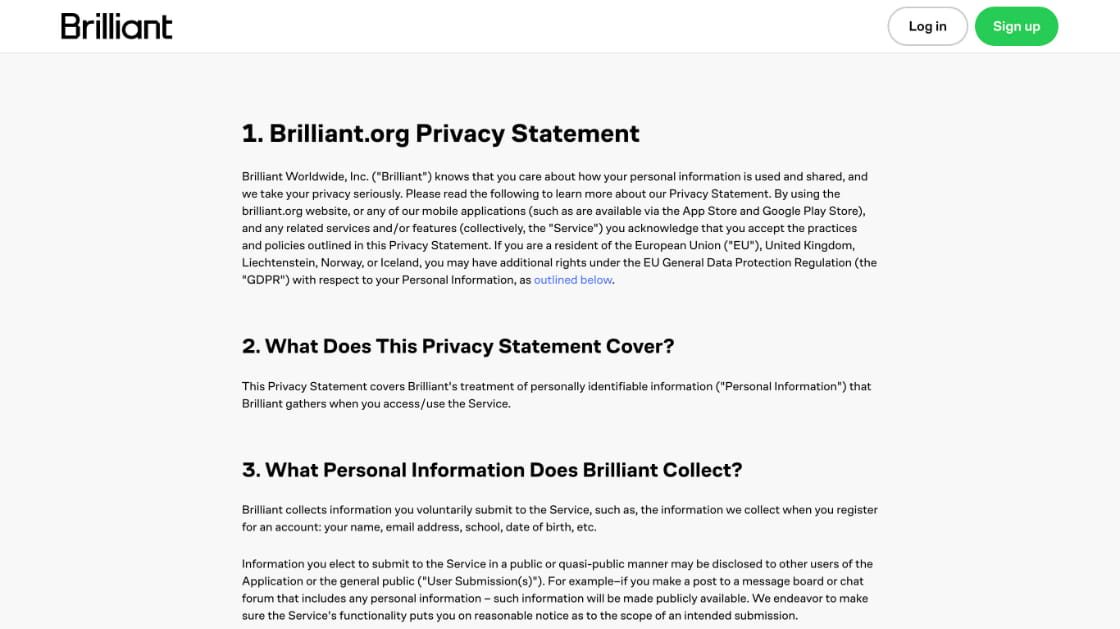 Brilliant
Log in
Sign up
1. Brilliant.org Privacy Statement
Brilliant Worldwide, Inc. ("Brilliant") knows that you care about how your personal information is used and shared, and
we take your privacy seriously. Please read the following to learn more about our Privacy Statement. By using the
brilliant.org website, or any of our mobile applications (such as are available via the App Store and Google Play Store),
and any related services and/or features (collectively, the "Service") you acknowledge that you accept the practices
and policies outlined in this Privacy Statement. If you are a resident of the European Union ("EU"), United Kingdom,
Liechtenstein, Norway, or Iceland, you may have additional rights under the EU General Data Protection Regulation (the
"GDPR") with respect to your Personal Information, as outlined below.
2. What Does This Privacy Statement Cover?
This Privacy Statement covers Brilliant's treatment of personally identifiable information ("Personal Information") that
Brilliant gathers when you access/use the Service.
3. What Personal Information Does Brilliant Collect?
Brilliant collects information you voluntarily submit to the Service, such as, the information we collect when you register
for an account: your name, email address, school, date of birth, etc.
Information you elect to submit to the Service in a public or quasi-public manner may be disclosed to other users of the
Application or the general public ("User Submission(s)"). For example–if you make a post to a message board or chat
forum that includes any personal information – such information will be made publicly available. We endeavor to make
sure the Service's functionality puts you on reasonable notice as to the scope of an intended submission.